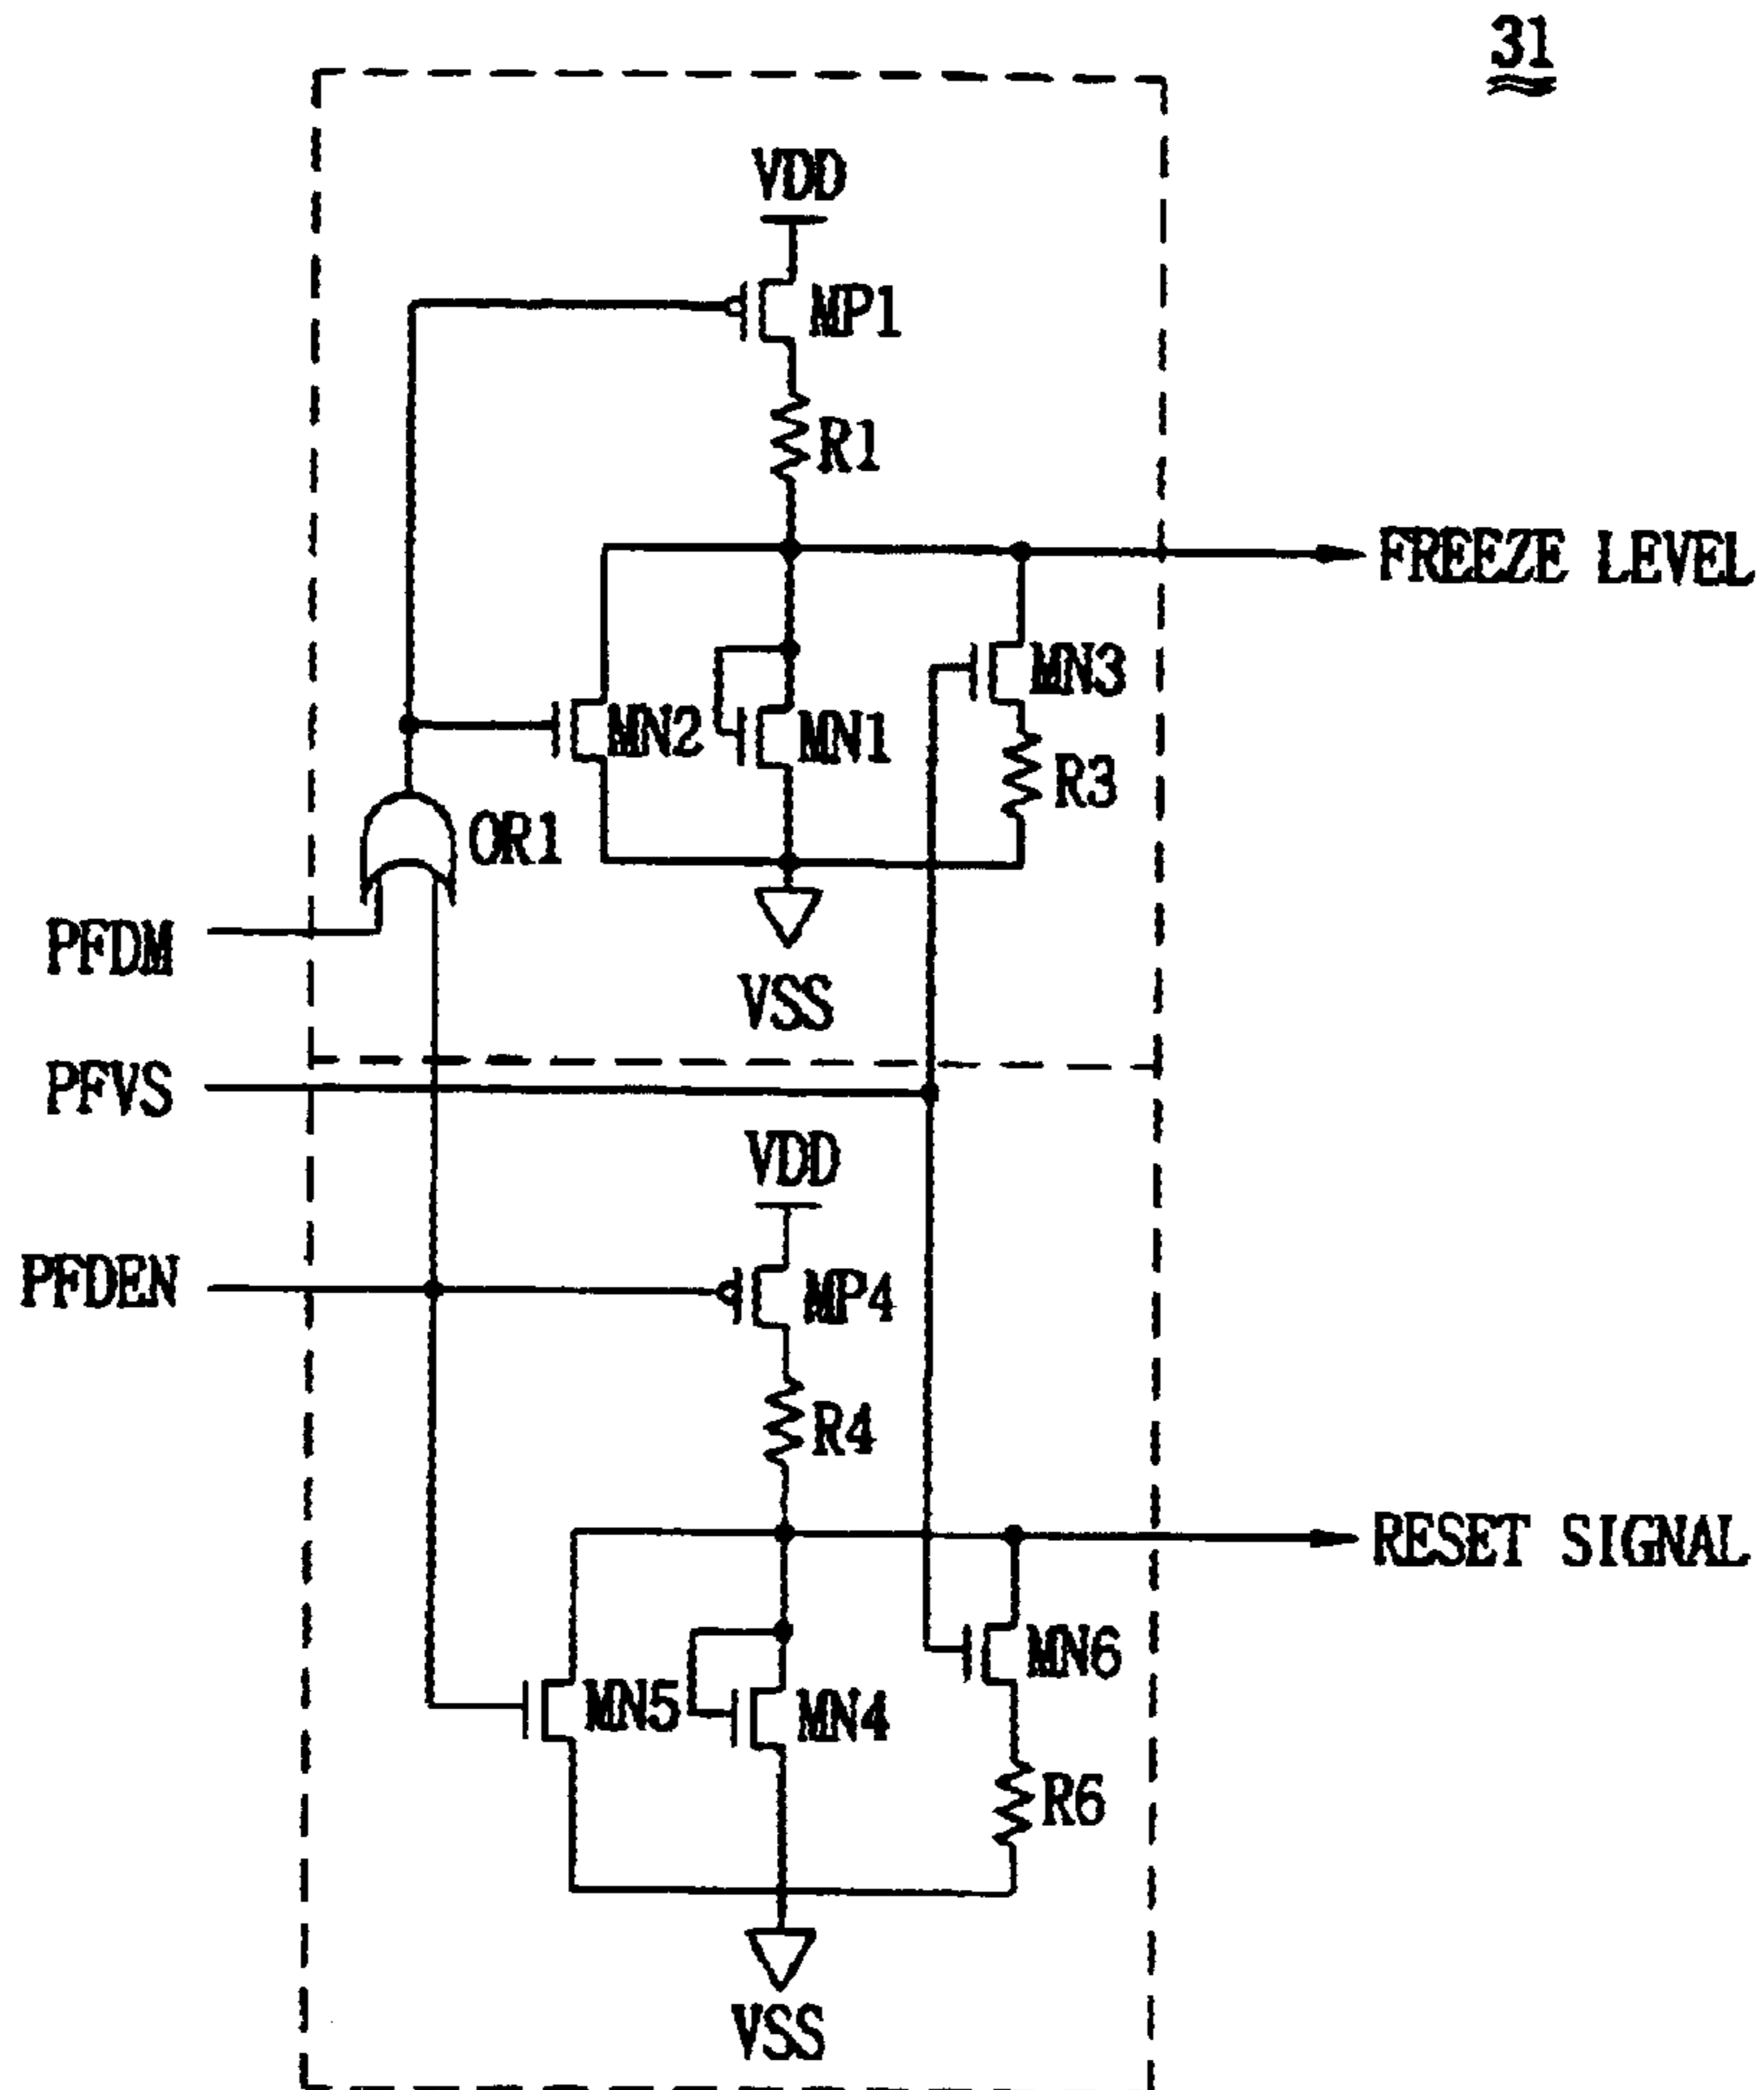 31
VDD
MP1
R1
FREEZE LEVEL
MN3
MN2
MN1
R3
OR1
PFDM
VSS
PFVS
VDD
PFDEN
MP4
R4
RESET SIGNAL
MN6
MN5
MN4
R6
VSS